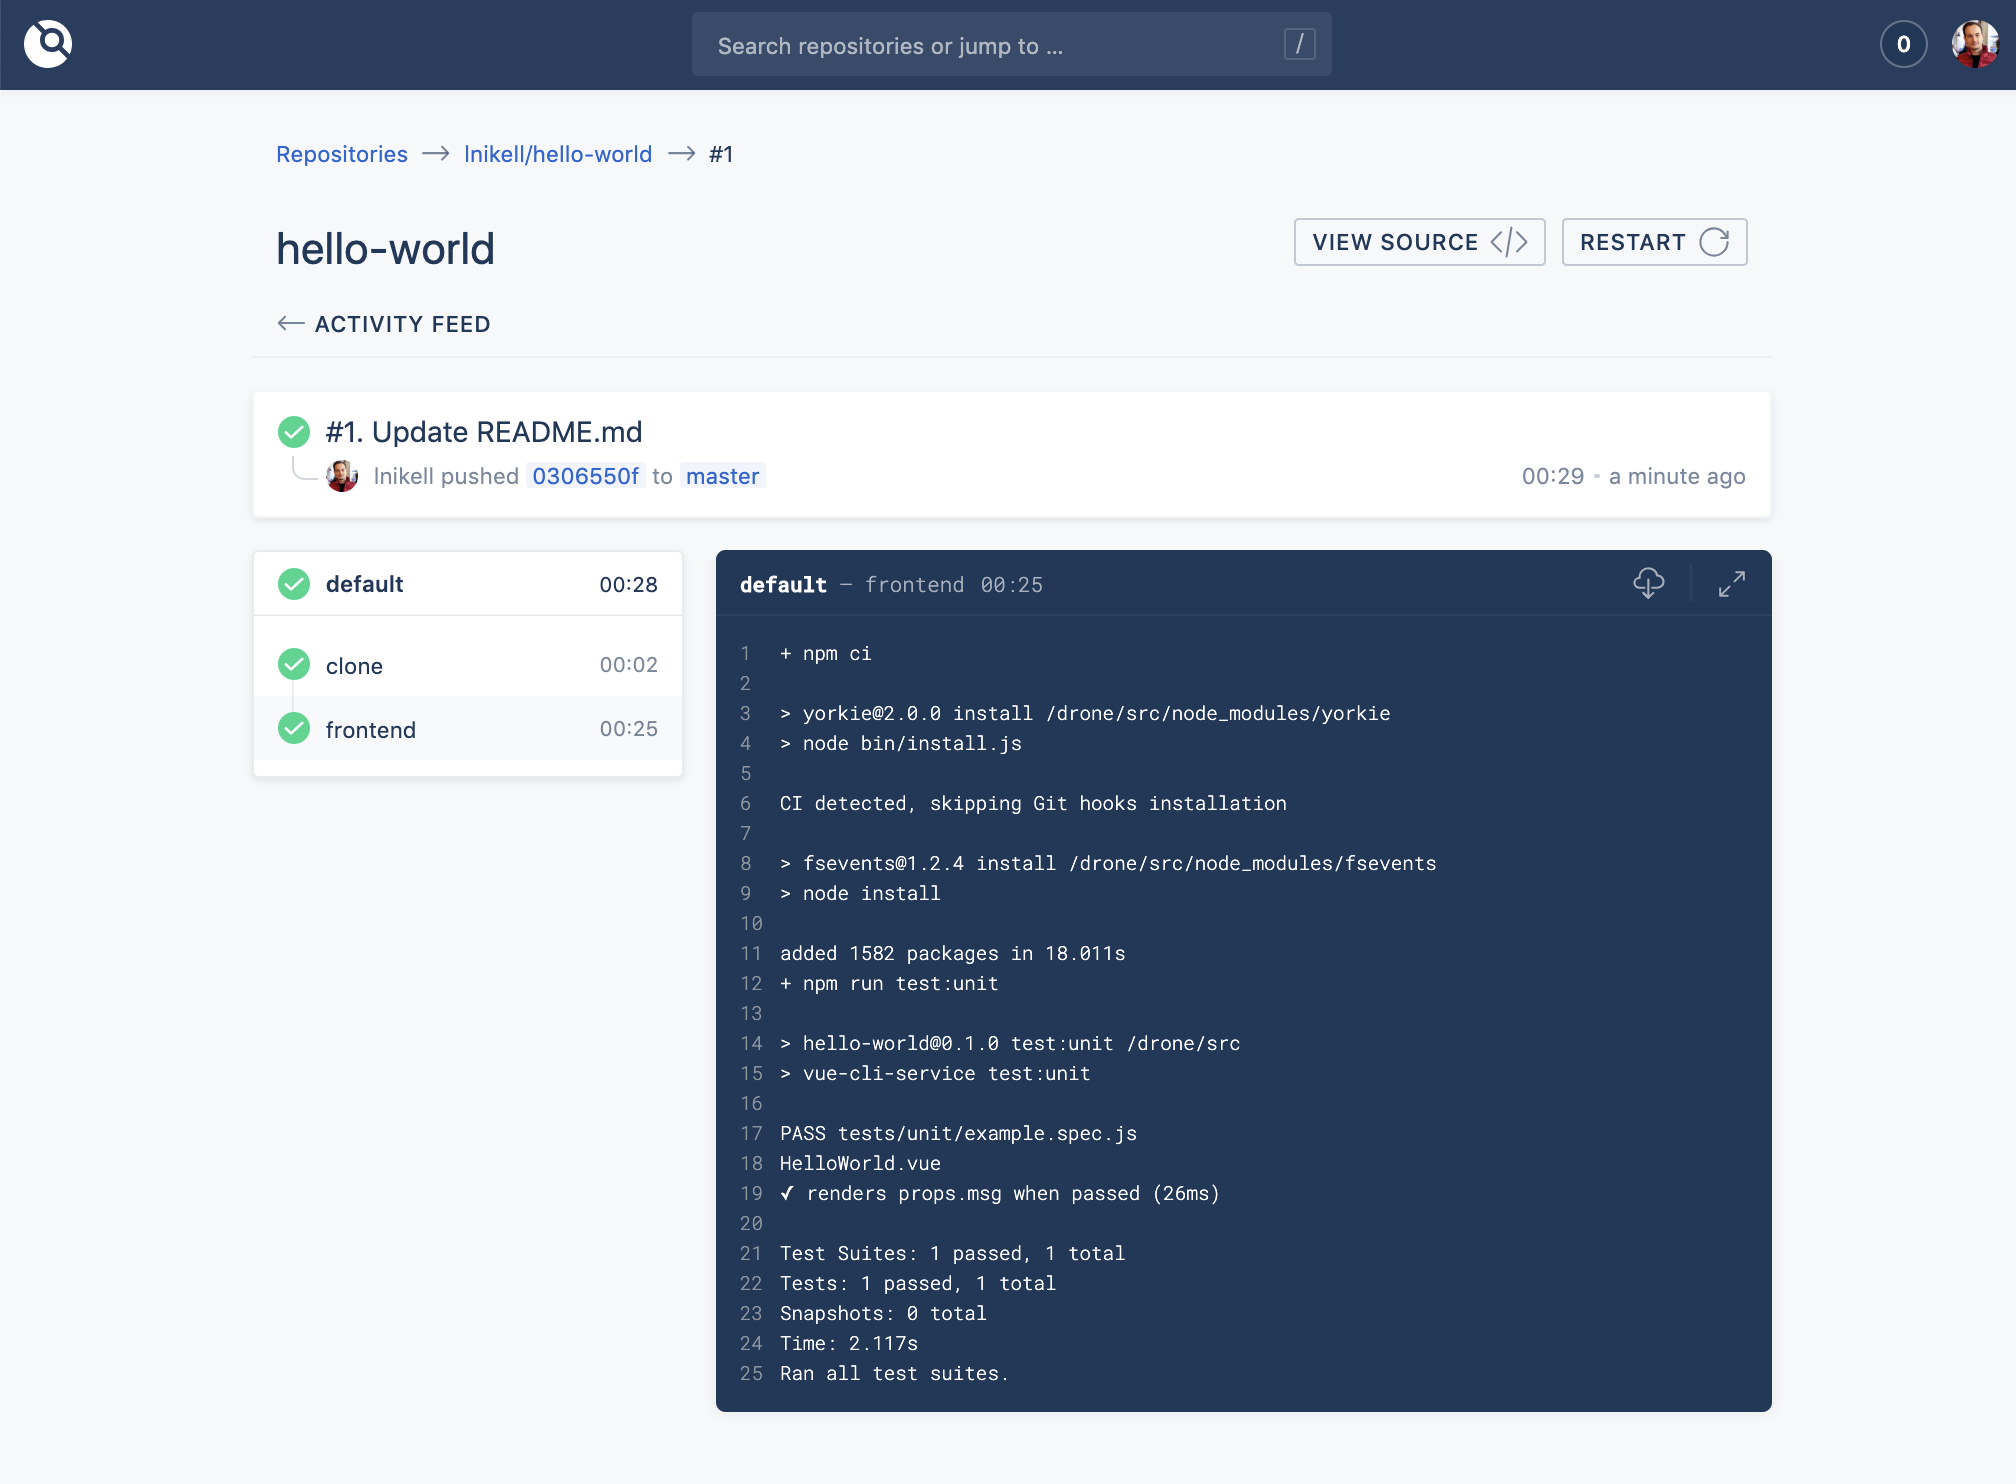 Search repositories or jump to ... /
0
Repositories → lnikell/hello-world → #1
hello-world
VIEW SOURCE </>
RESTART
← ACTIVITY FEED
#1. Update README.md
lnikell pushed 0306550f to master
00:29 • a minute ago
default 00:28
clone 00:02
frontend 00:25
default — frontend 00:25
1 + npm ci
2
3 > yorkie@2.0.0 install /drone/src/node_modules/yorkie
4 > node bin/install.js
5
6 CI detected, skipping Git hooks installation
7
8 > fsevents@1.2.4 install /drone/src/node_modules/fsevents
9 > node install
10
11 added 1582 packages in 18.011s
12 + npm run test:unit
13
14 > hello-world@0.1.0 test:unit /drone/src
15 > vue-cli-service test:unit
16
17 PASS tests/unit/example.spec.js
18 HelloWorld.vue
19 ✓ renders props.msg when passed (26ms)
20
21 Test Suites: 1 passed, 1 total
22 Tests: 1 passed, 1 total
23 Snapshots: 0 total
24 Time: 2.117s
25 Ran all test suites.